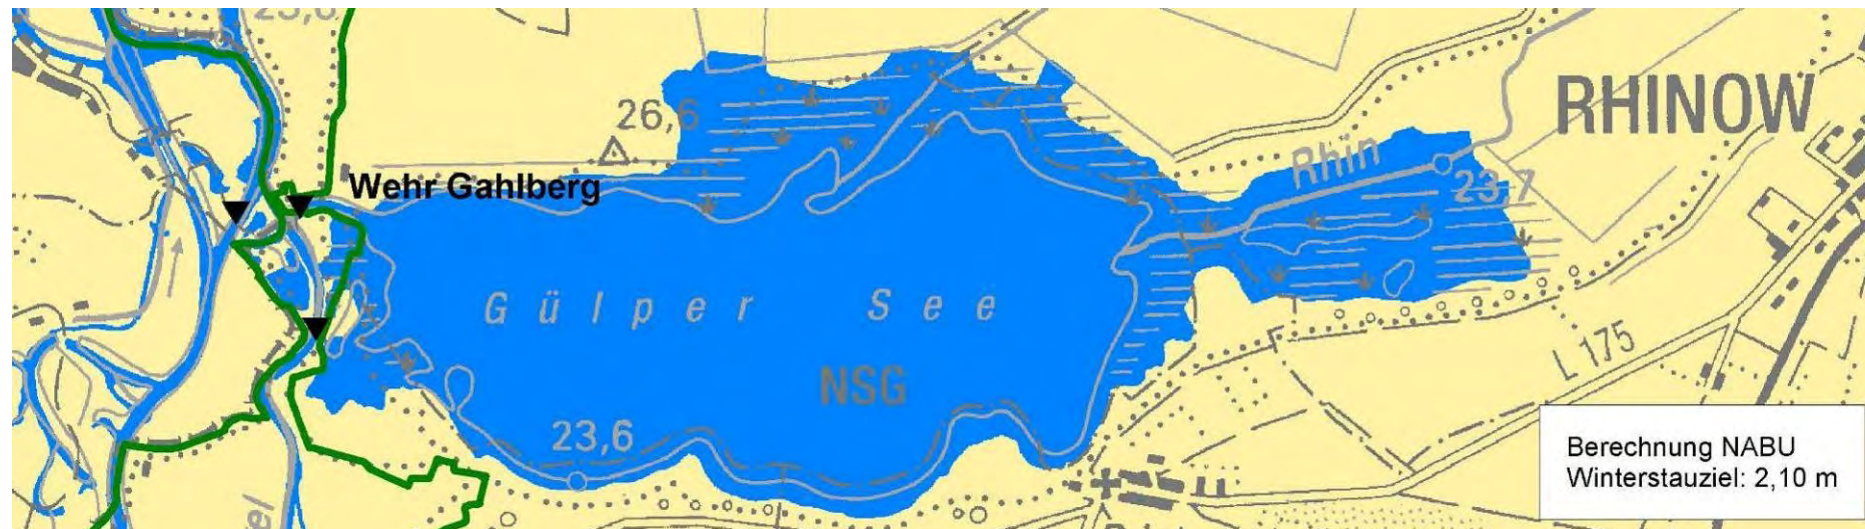 26,6
RHINOW
Rhin
23,7
Wehr Gahlberg
Gülper See
NSG
L 175
23,6
Berechnung NABU
Winterstauziel: 2,10 m